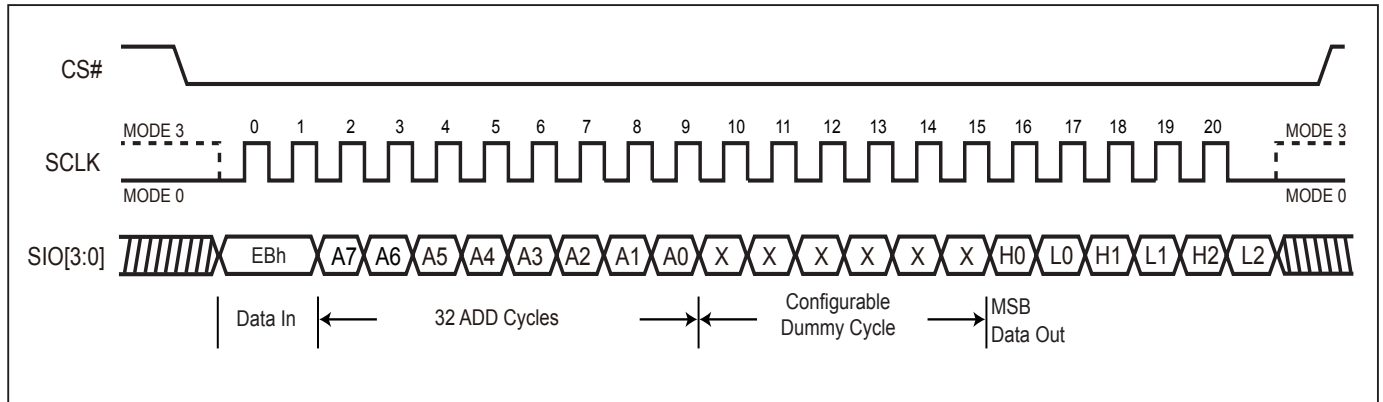 CS#
MODE 3 0 1 2 3 4 5 6 7 8 9 10 11 12 13 14 15 16 17 18 19 20 MODE 3
SCLK
MODE 0 MODE 0
SIO[3:0] EBh A7 A6 A5 A4 A3 A2 A1 A0 X X X X X X H0 L0 H1 L1 H2 L2
Data In 32 ADD Cycles Configurable
Dummy Cycle MSB
Data Out